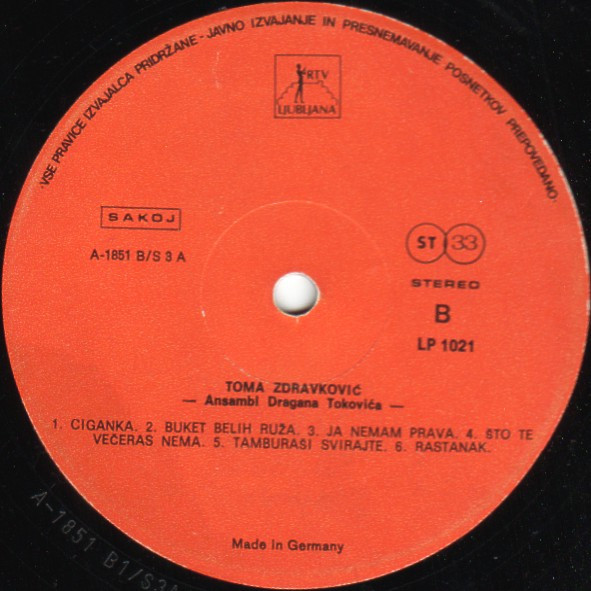 ·VSE PRAVICE IZVAJALCA PRIDRŽANE - JAVNO IZVAJANJE IN PRESNEMAVANJE POSNETKOV PREPOVEDANO·
RTV
LJUBLJANA
SAKOJ
A-1851 B/S 3 A
ST 33
STEREO
B
LP 1021
TOMA ZDRAVKOVIĆ
— Ansambl Dragana Tokovića —
1. CIGANKA. 2. BUKET BELIH RUŽA. 3. JA NEMAM PRAVA. 4. ŠTO TE
VEČERAS NEMA. 5. TAMBURAŠI SVIRAJTE. 6. RASTANAK.
Made in Germany
A-1851 B1/S3A